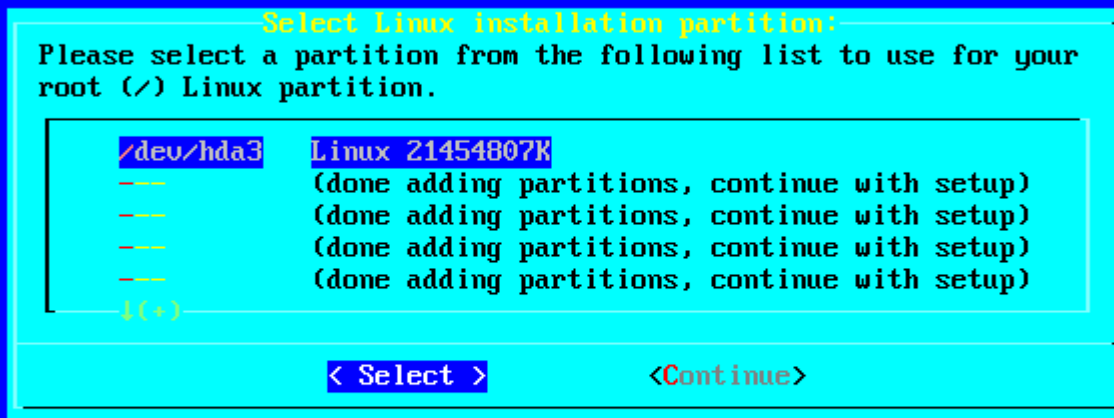 Select Linux installation partition:
Please select a partition from the following list to use for your
root (/) Linux partition.
/dev/hda3 Linux 21454807K
--- (done adding partitions, continue with setup)
--- (done adding partitions, continue with setup)
--- (done adding partitions, continue with setup)
--- (done adding partitions, continue with setup)
↓(+)
< Select > <Continue>